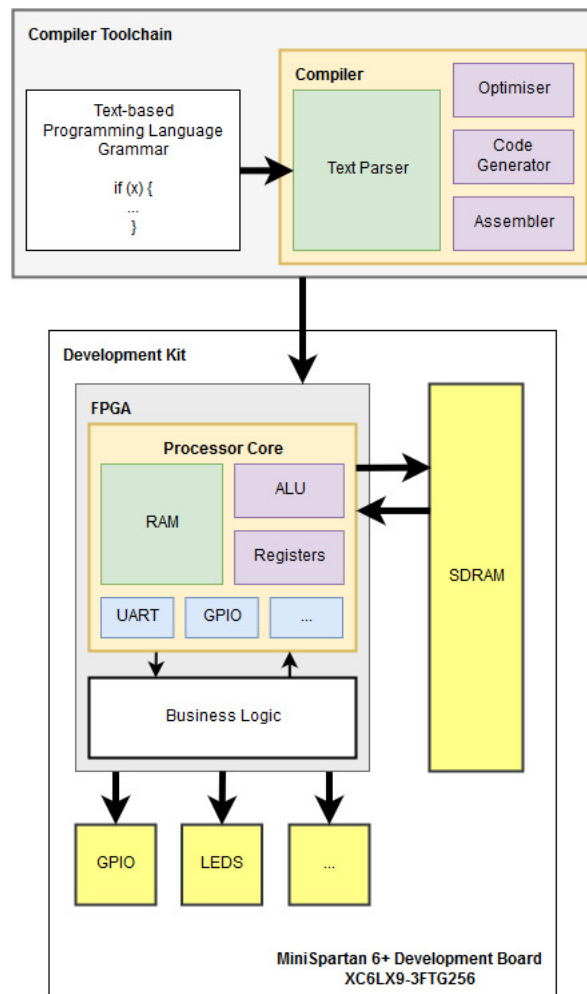 Compiler Toolchain
Text-based
Programming Language
Grammar
if (x) {
...
}
Compiler
Text Parser
Optimiser
Code
Generator
Assembler
Development Kit
FPGA
Processor Core
RAM
ALU
Registers
UART
GPIO
...
Business Logic
SDRAM
GPIO
LEDS
...
MiniSpartan 6+ Development Board
XC6LX9-3FTG256